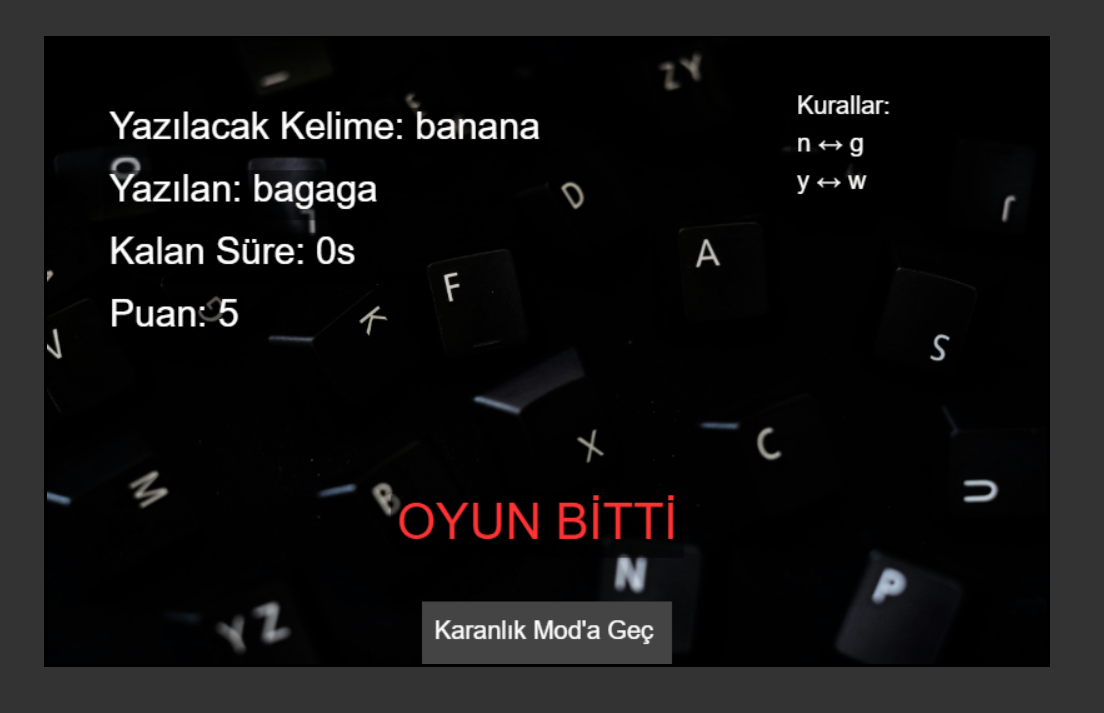 Yazılacak Kelime: banana
Yazılan: bagaga
Kalan Süre: 0s
Puan: 5
Kurallar:
n ↔ g
y ↔ w
Z Y
D
J
A
F
G
K
V
S
X
C
M
B
U
OYUN BİTTİ
N
P
Y Z
Karanlık Mod'a Geç